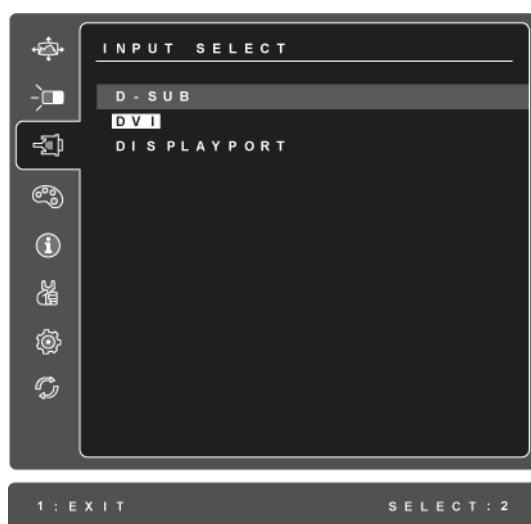 INPUT SELECT
D-SUB
DVI
DISPLAYPORT
1:EXIT SELECT:2